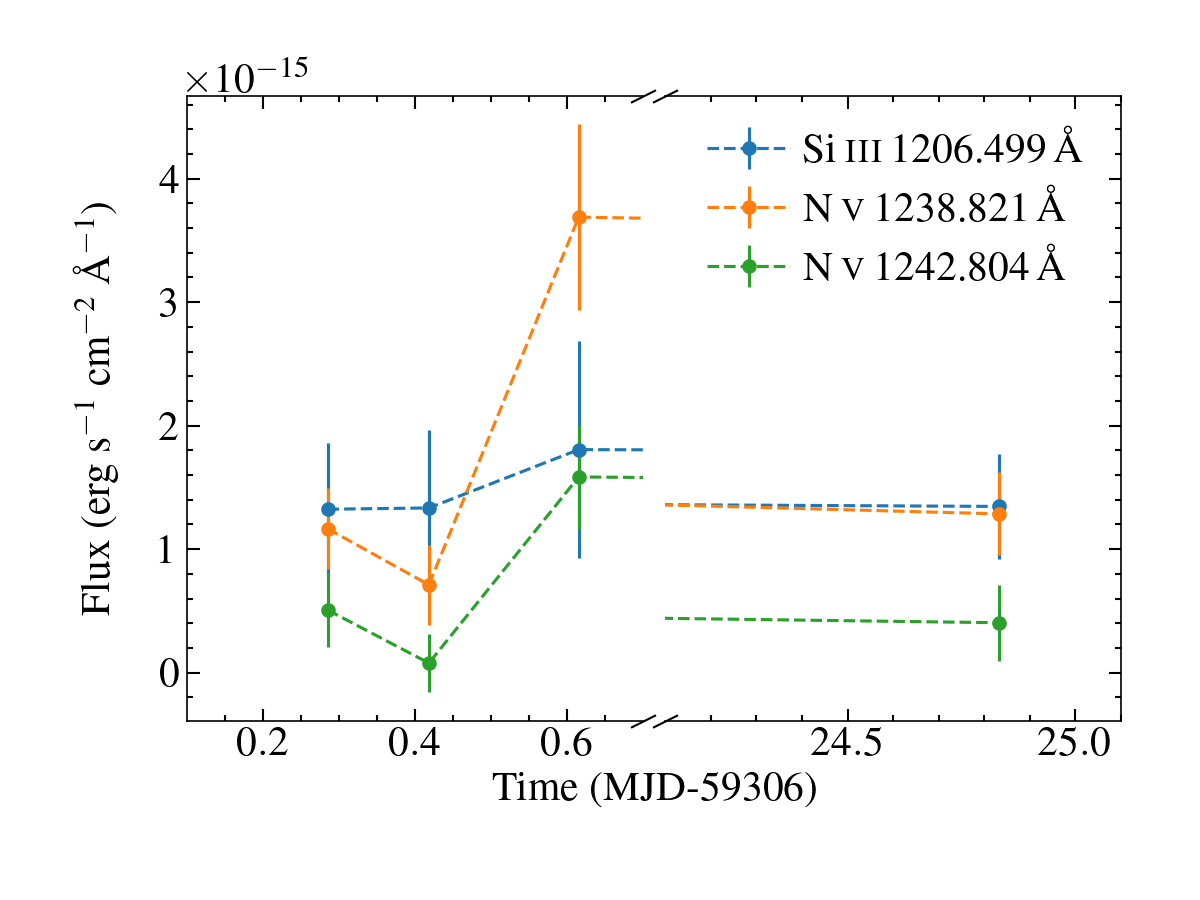 ×10⁻¹⁵
Si III 1206.499 Å
N V 1238.821 Å
N V 1242.804 Å
4
3
2
1
0
Flux (erg s⁻¹ cm⁻² Å⁻¹)
0.2 0.4 0.6 24.5 25.0
Time (MJD-59306)